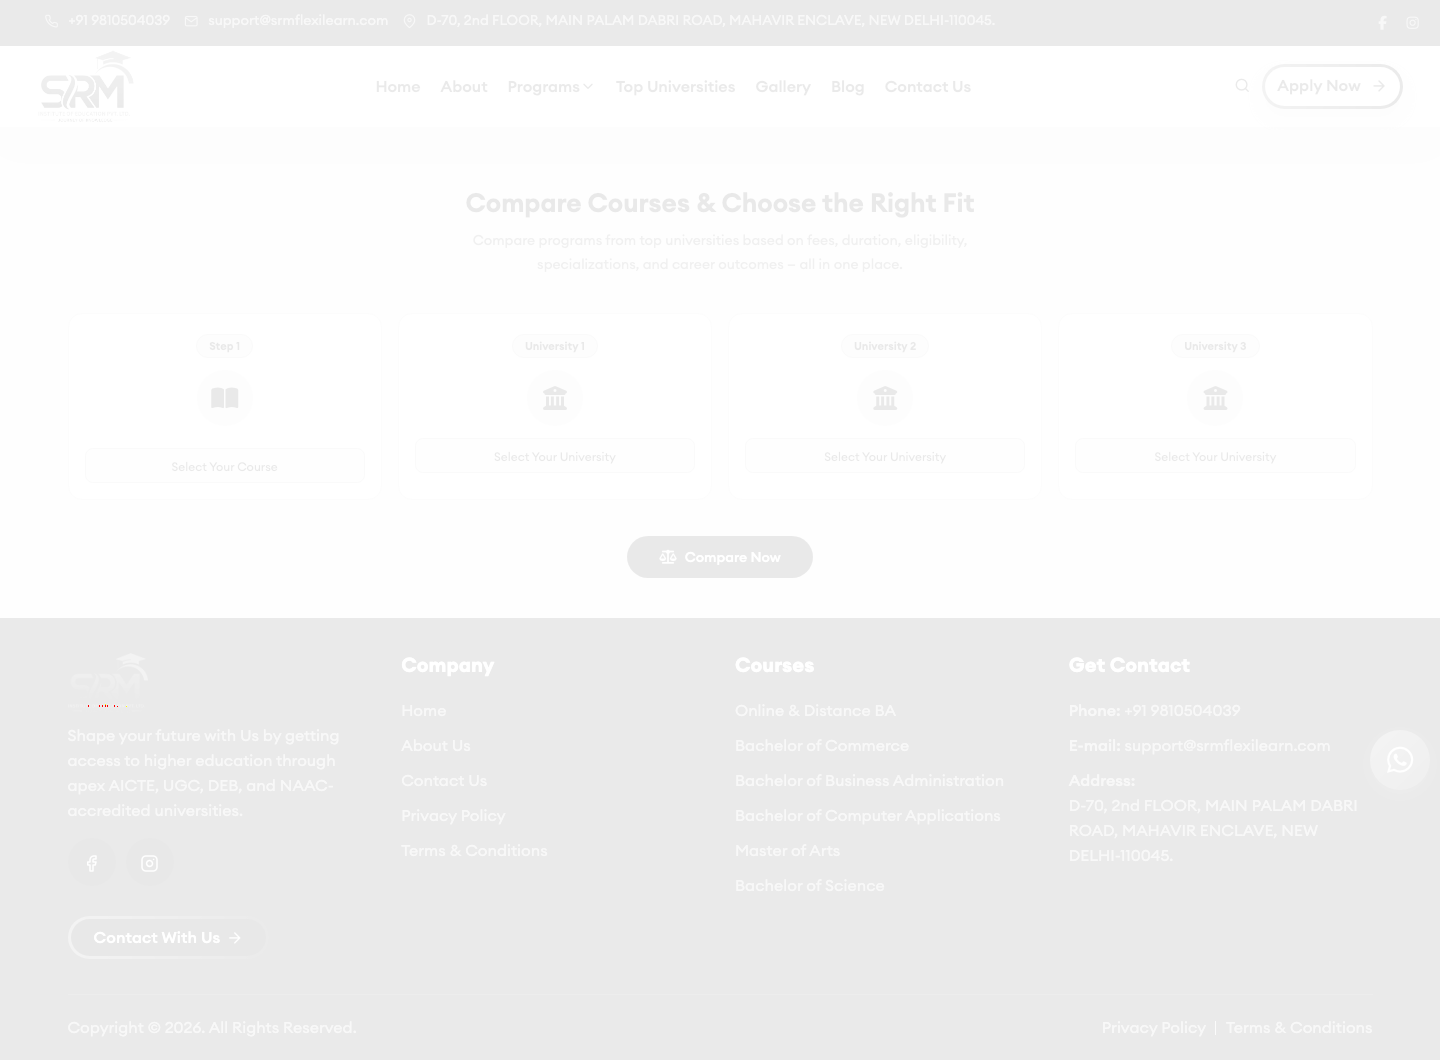 +91 9810504039 support@srmflexilearn.com D-70, 2nd FLOOR, MAIN PALAM DABRI ROAD, MAHAVIR ENCLAVE, NEW DELHI-110045.
SRM
Home About Programs Top Universities Gallery Blog Contact Us Apply Now
Compare Courses & Choose the Right Fit
Compare programs from top universities based on fees, duration, eligibility,
specializations, and career outcomes – all in one place.
Step 1 University 1 University 2 University 3
Select Your Course Select Your University Select Your University Select Your University
Compare Now
SRM
Shape your future with Us by getting
access to higher education through
apex AICTE, UGC, DEB, and NAAC-
accredited universities.
Contact With Us
Company
Home
About Us
Contact Us
Privacy Policy
Terms & Conditions
Courses
Online & Distance BA
Bachelor of Commerce
Bachelor of Business Administration
Bachelor of Computer Applications
Master of Arts
Bachelor of Science
Get Contact
Phone: +91 9810504039
E-mail: support@srmflexilearn.com
Address:
D-70, 2nd FLOOR, MAIN PALAM DABRI
ROAD, MAHAVIR ENCLAVE, NEW
DELHI-110045.
Copyright © 2026. All Rights Reserved.
Privacy Policy | Terms & Conditions